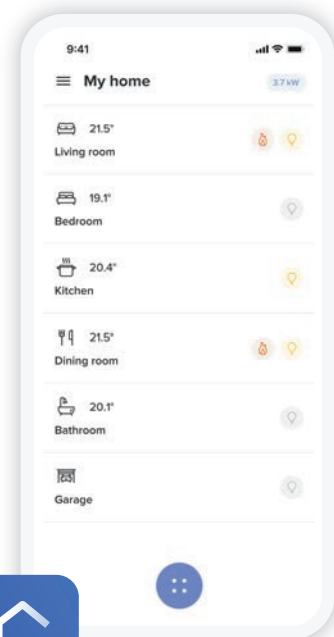 9:41
My home
3.7 kW
21.5°
Living room
19.1°
Bedroom
20.4°
Kitchen
21.5°
Dining room
20.1°
Bathroom
Garage